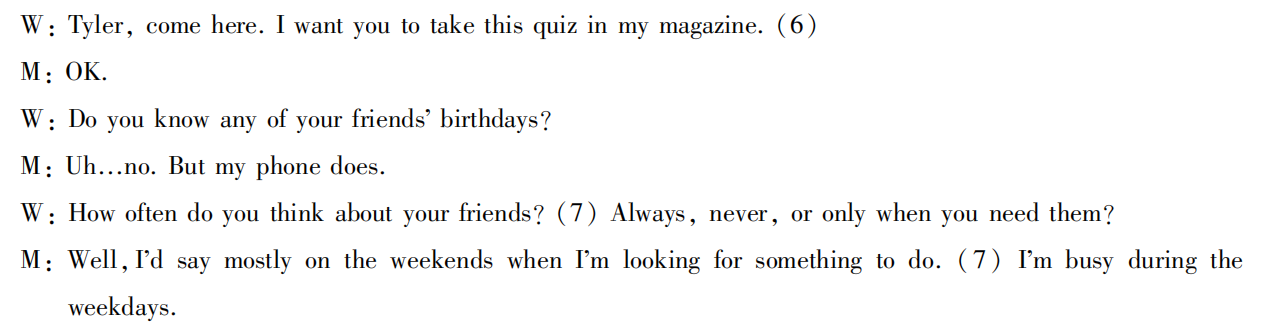 W: Tyler, come here. I want you to take this quiz in my magazine. (6)
M: OK.
W: Do you know any of your friends' birthdays?
M: Uh…no. But my phone does.
W: How often do you think about your friends? (7) Always, never, or only when you need them?
M: Well, I'd say mostly on the weekends when I'm looking for something to do. (7) I'm busy during the
weekdays.